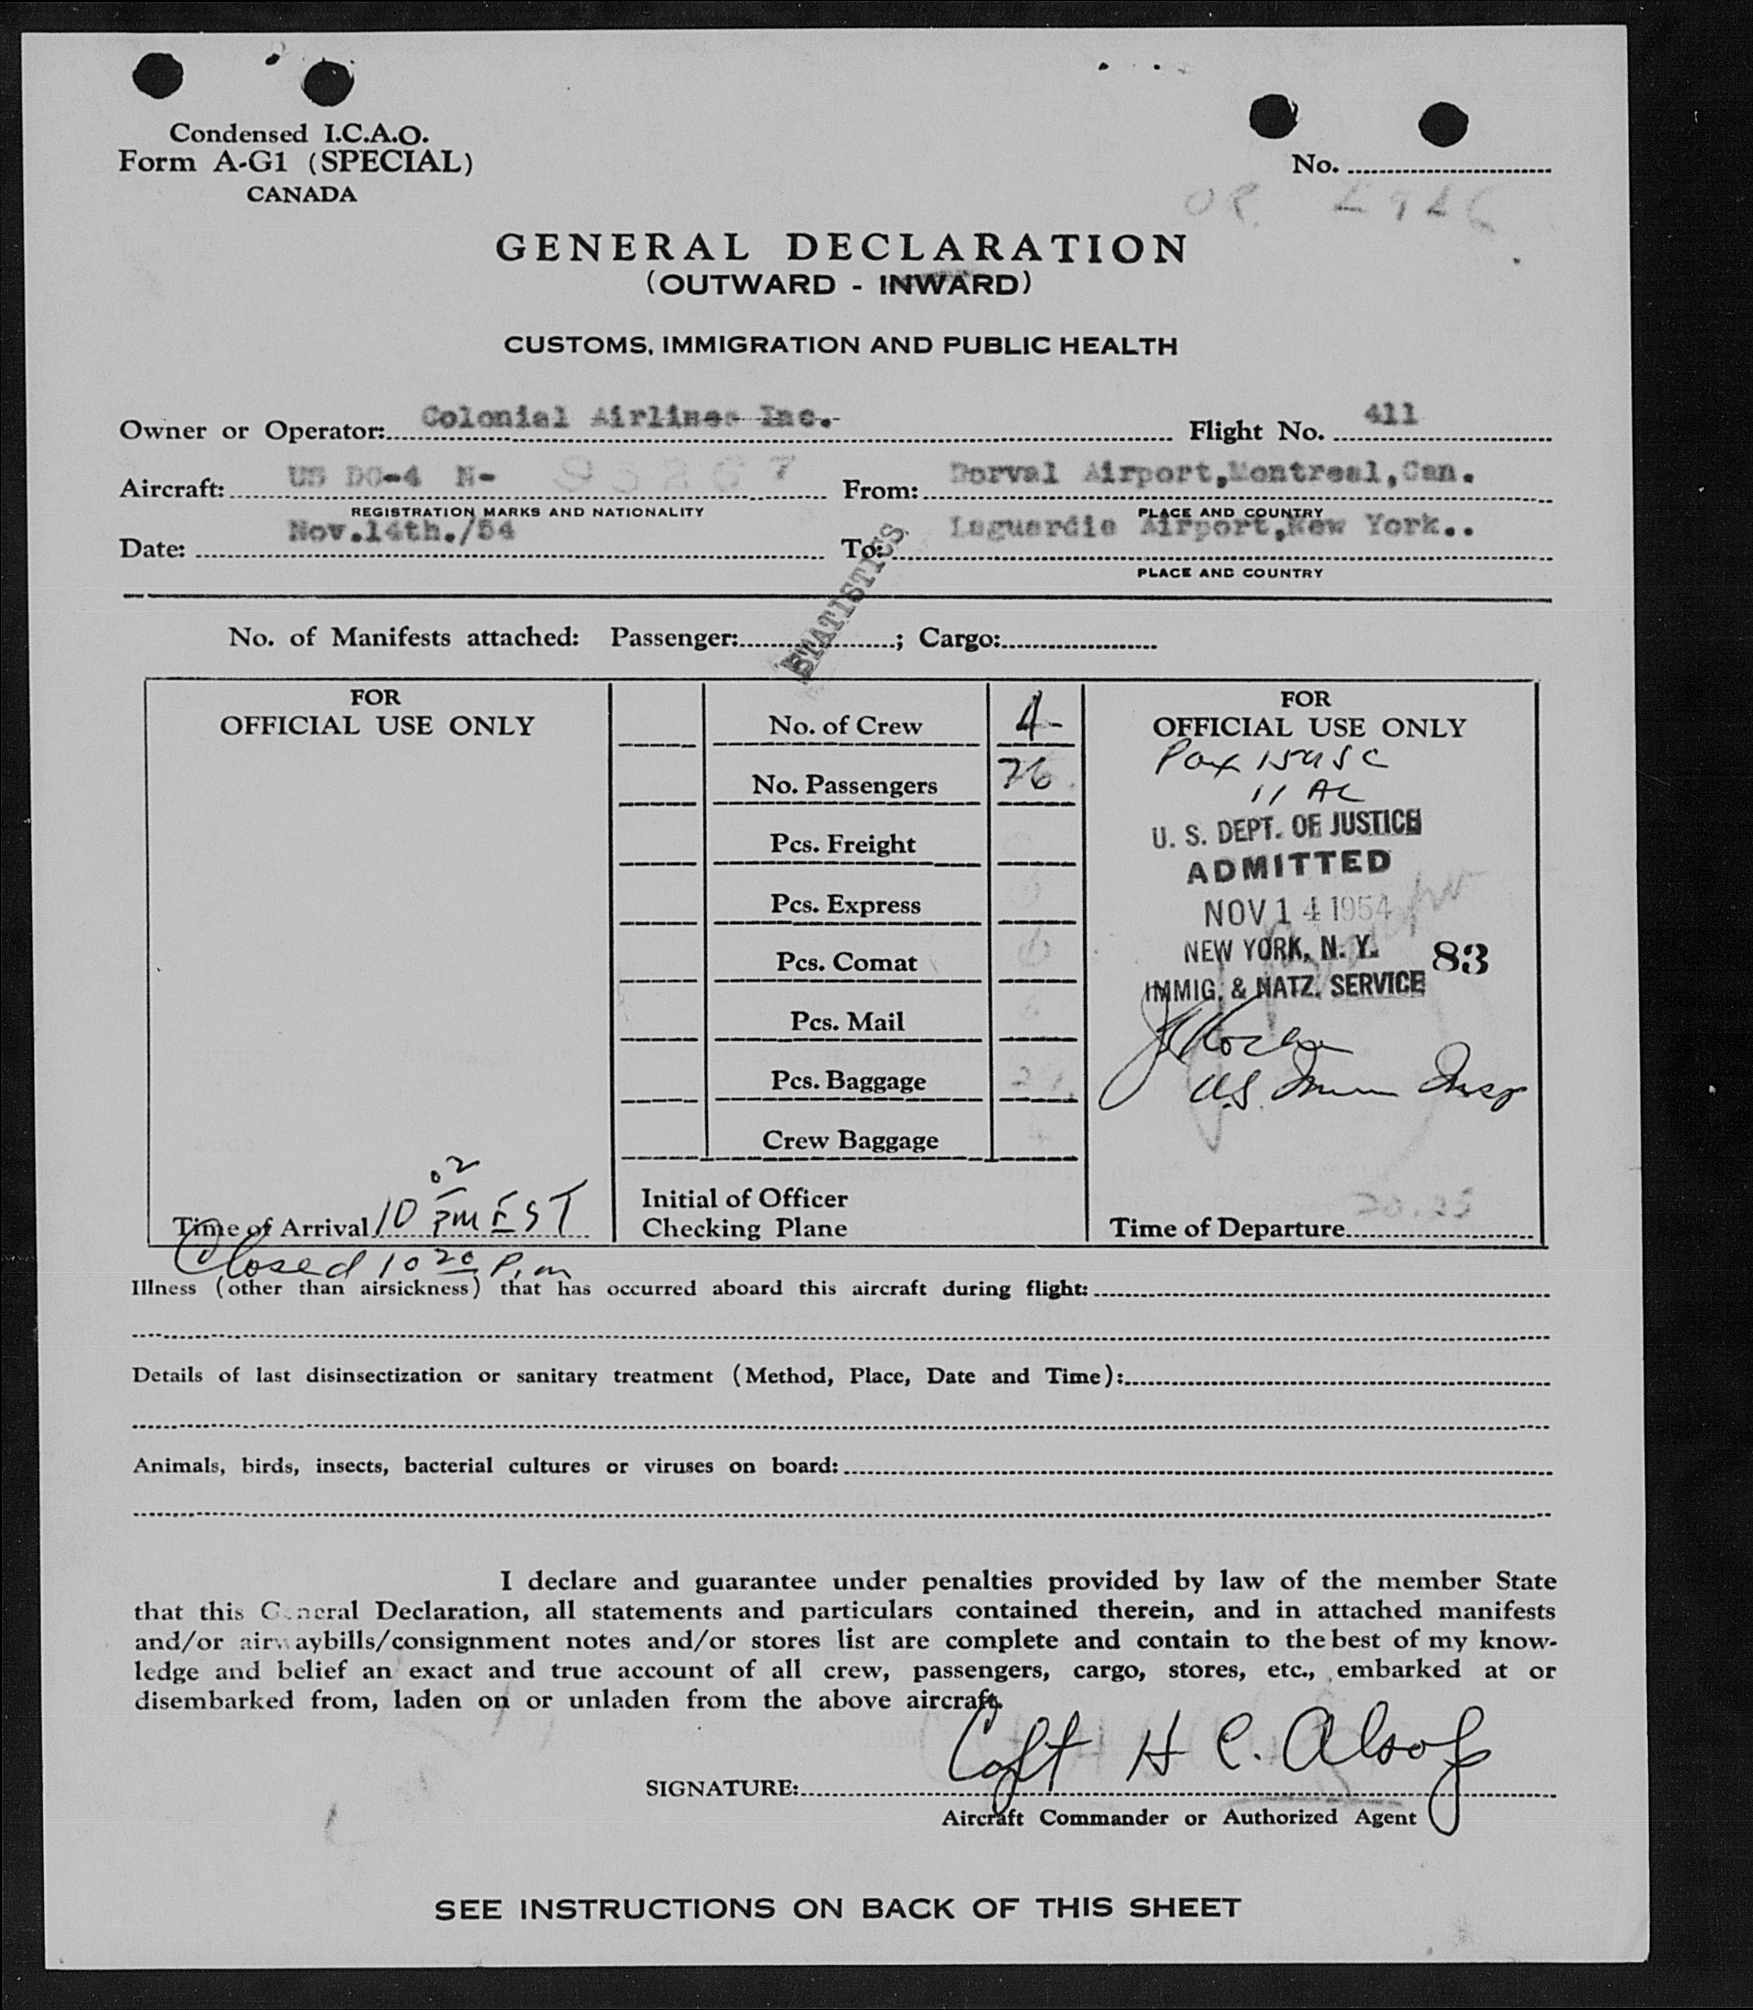 Condensed I.C.A.O.
Form A-G1 (SPECIAL)
CANADA
No.
GENERAL DECLARATION
(OUTWARD - INWARD)
CUSTOMS, IMMIGRATION AND PUBLIC HEALTH
Owner or Operator: Colonial Airlines Inc. Flight No. 411
Aircraft: US DC-4 N- From: Dorval Airport, Montreal, Can.
REGISTRATION MARKS AND NATIONALITY PLACE AND COUNTRY
Date: Nov.14th./54 To: Laguardia Airport, New York..
PLACE AND COUNTRY
STATISTICS
No. of Manifests attached: Passenger: ; Cargo:
FOR
OFFICIAL USE ONLY
No. of Crew 4
No. Passengers 76
Pcs. Freight
Pcs. Express
Pcs. Comat
Pcs. Mail
Pcs. Baggage
Crew Baggage
FOR
OFFICIAL USE ONLY
Pax
11 AC
U. S. DEPT. OF JUSTICE
ADMITTED
NOV 14 1954
NEW YORK, N. Y. 83
IMMIG. & NATZ. SERVICE
U.S. Imm Insp
Time of Arrival 10 02 PM EST
Initial of Officer
Checking Plane
Time of Departure
Closed 10 20 P.m
Illness (other than airsickness) that has occurred aboard this aircraft during flight:
Details of last disinsectization or sanitary treatment (Method, Place, Date and Time):
Animals, birds, insects, bacterial cultures or viruses on board:
I declare and guarantee under penalties provided by law of the member State
that this General Declaration, all statements and particulars contained therein, and in attached manifests
and/or airwaybills/consignment notes and/or stores list are complete and contain to the best of my know-
ledge and belief an exact and true account of all crew, passengers, cargo, stores, etc., embarked at or
disembarked from, laden on or unladen from the above aircraft.
SIGNATURE: Capt H C. Alsop
Aircraft Commander or Authorized Agent
SEE INSTRUCTIONS ON BACK OF THIS SHEET